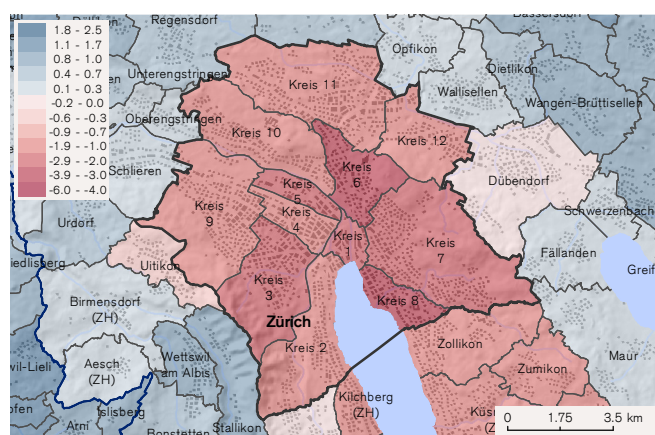 1.8 - 2.5
1.1 - 1.7
0.8 - 1.0
0.4 - 0.7
0.1 - 0.3
-0.2 - 0.0
-0.6 - -0.3
-0.9 - -0.7
-1.9 - -1.0
-2.9 - -2.0
-3.9 - -3.0
-6.0 - -4.0
Regensdorf
Opfikon
Dietlikon
Unterengstringen
Kreis 11
Wallisellen
Wangen-Brüttisellen
Oberengstringen
Kreis 10
Kreis 12
Schlieren
Kreis
6
Dübendorf
Kreis
5
Kreis
9
Kreis
4
Schwerzenbach
Urdorf
Kreis
1
Kreis
7
Fällanden
Uitikon
Greif
Kreis
3
Birmensdorf
(ZH)
Kreis 8
Zürich
Kreis 2
Zollikon
Maur
Wettswil
am Albis
Aesch
(ZH)
Zumikon
wil-Lieli
Kilchberg
(ZH)
Arni
Stallikon
0 1.75 3.5 km